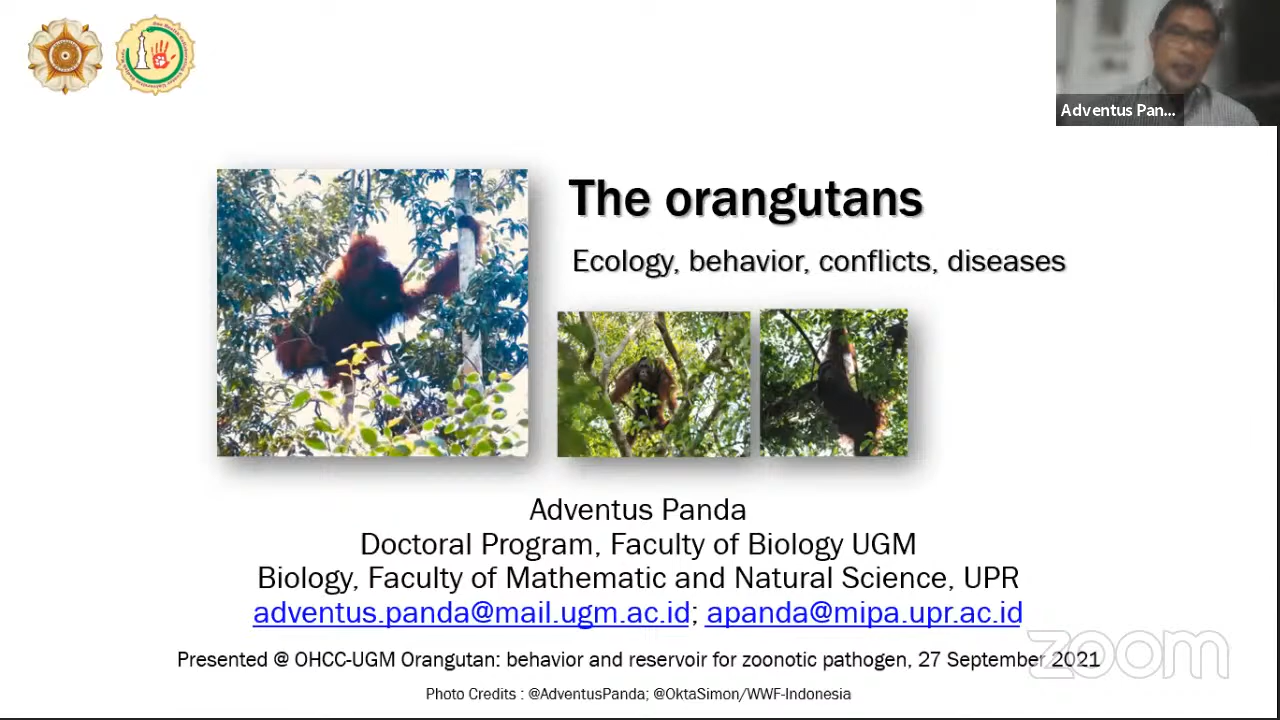 Adventus Pan...
The orangutans
Ecology, behavior, conflicts, diseases
Adventus Panda
Doctoral Program, Faculty of Biology UGM
Biology, Faculty of Mathematic and Natural Science, UPR
adventus.panda@mail.ugm.ac.id; apanda@mipa.upr.ac.id
Presented @ OHCC-UGM Orangutan: behavior and reservoir for zoonotic pathogen, 27 September 2021
zoom
Photo Credits : @AdventusPanda; @OktaSimon/WWF-Indonesia